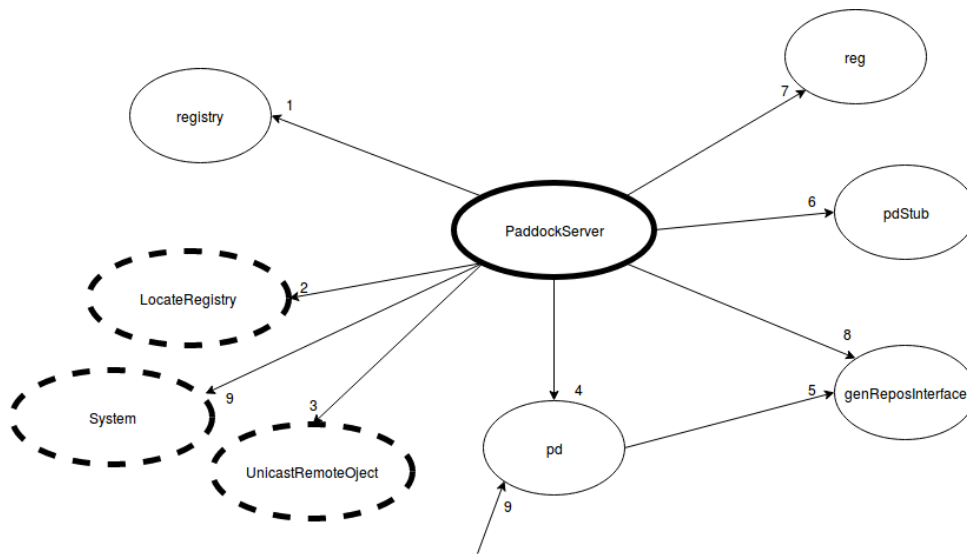 reg
7
1
registry
6
pdStub
PaddockServer
2
LocateRegistry
8
9
3
4
5
genReposInterface
System
pd
UnicastRemoteOject
9